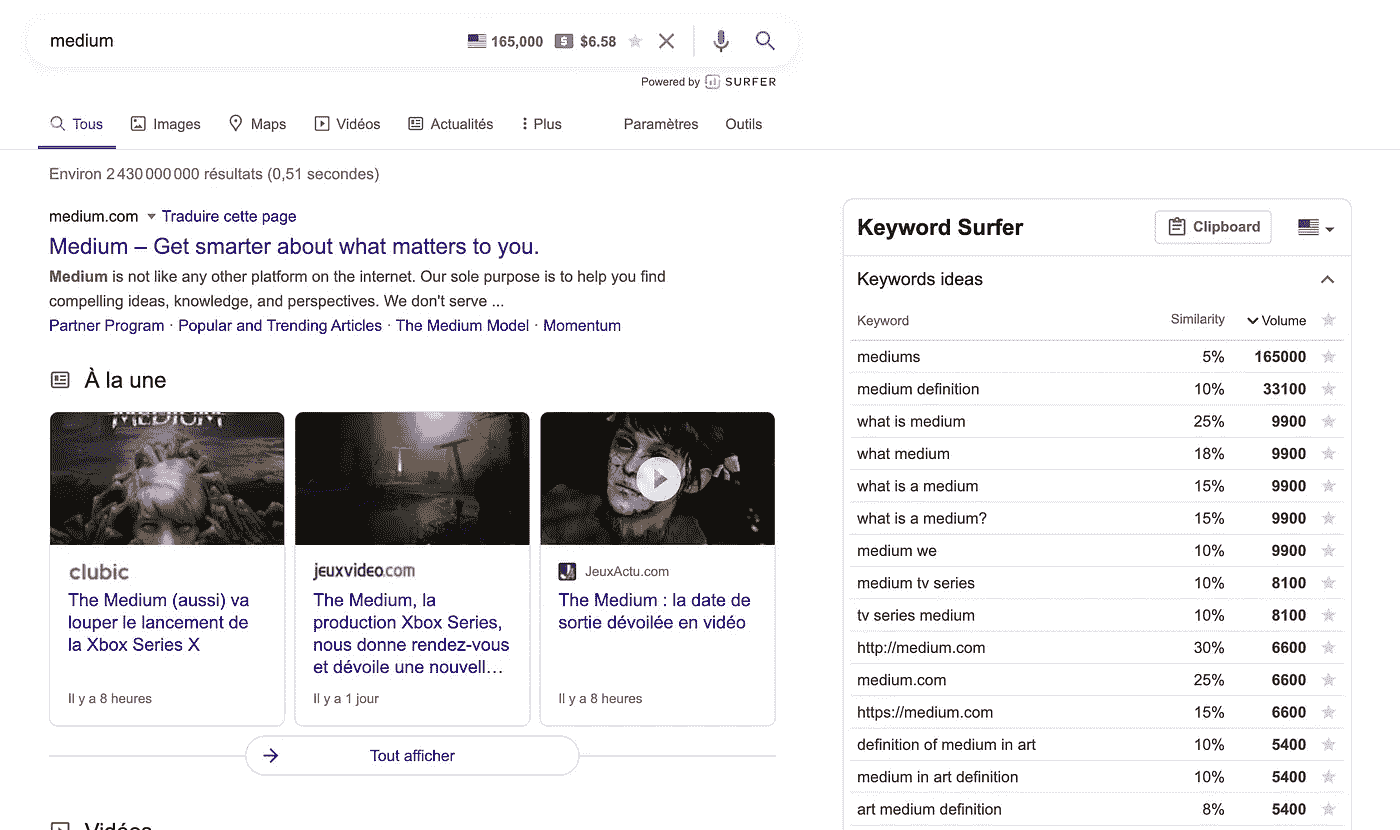 medium 165,000 $ $6.58
Powered by SURFER
Tous Images Maps Vidéos Actualités Plus Paramètres Outils
Environ 2 430 000 000 résultats (0,51 secondes)
medium.com Traduire cette page
Medium – Get smarter about what matters to you.
Medium is not like any other platform on the internet. Our sole purpose is to help you find
compelling ideas, knowledge, and perspectives. We don't serve ...
Partner Program · Popular and Trending Articles · The Medium Model · Momentum
À la une
MEDIUM
clubic
The Medium (aussi) va
louper le lancement de
la Xbox Series X
Il y a 8 heures
jeuxvideo.com
The Medium, la
production Xbox Series,
nous donne rendez-vous
et dévoile une nouvell…
Il y a 1 jour
JeuxActu.com
The Medium : la date de
sortie dévoilée en vidéo
Il y a 8 heures
Tout afficher
Vidéos
Keyword Surfer Clipboard
Keywords ideas
Keyword Similarity Volume
mediums 5% 165000
medium definition 10% 33100
what is medium 25% 9900
what medium 18% 9900
what is a medium 15% 9900
what is a medium? 15% 9900
medium we 10% 9900
medium tv series 10% 8100
tv series medium 10% 8100
http://medium.com 30% 6600
medium.com 25% 6600
https://medium.com 15% 6600
definition of medium in art 10% 5400
medium in art definition 10% 5400
art medium definition 8% 5400